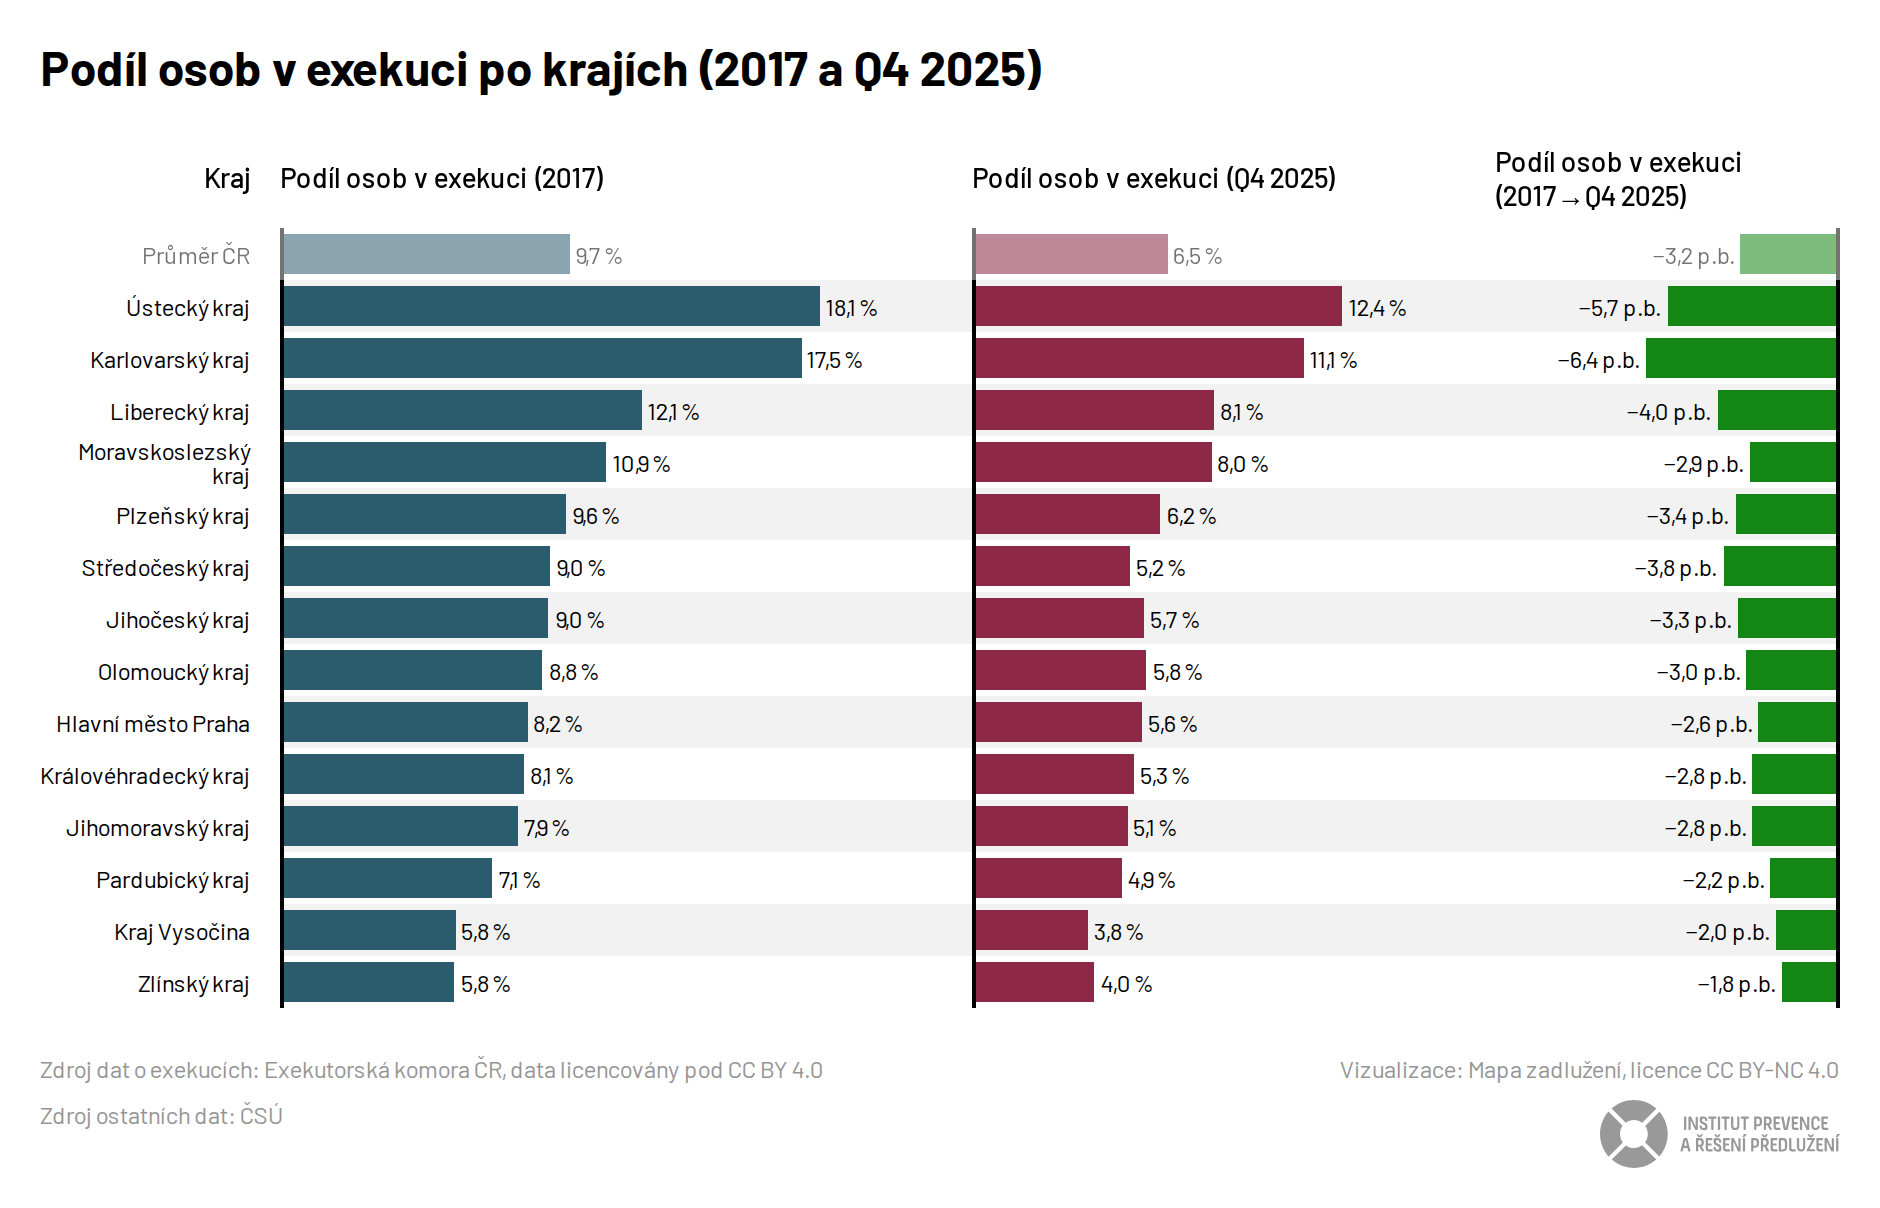 Podíl osob v exekuci po krajích (2017 a Q4 2025)
Kraj Podíl osob v exekuci (2017) Podíl osob v exekuci (Q4 2025) Podíl osob v exekuci
(2017→Q4 2025)
Průměr ČR 9,7 % 6,5 % −3,2 p.b.
Ústecký kraj 18,1 % 12,4 % −5,7 p.b.
Karlovarský kraj 17,5 % 11,1 % −6,4 p.b.
Liberecký kraj 12,1 % 8,1 % −4,0 p.b.
Moravskoslezský
kraj 10,9 % 8,0 % −2,9 p.b.
Plzeňský kraj 9,6 % 6,2 % −3,4 p.b.
Středočeský kraj 9,0 % 5,2 % −3,8 p.b.
Jihočeský kraj 9,0 % 5,7 % −3,3 p.b.
Olomoucký kraj 8,8 % 5,8 % −3,0 p.b.
Hlavní město Praha 8,2 % 5,6 % −2,6 p.b.
Královéhradecký kraj 8,1 % 5,3 % −2,8 p.b.
Jihomoravský kraj 7,9 % 5,1 % −2,8 p.b.
Pardubický kraj 7,1 % 4,9 % −2,2 p.b.
Kraj Vysočina 5,8 % 3,8 % −2,0 p.b.
Zlínský kraj 5,8 % 4,0 % −1,8 p.b.
Zdroj dat o exekucích: Exekutorská komora ČR, data licencovány pod CC BY 4.0
Zdroj ostatních dat: ČSÚ
Vizualizace: Mapa zadlužení, licence CC BY-NC 4.0
INSTITUT PREVENCE
A ŘEŠENÍ PŘEDLUŽENÍ